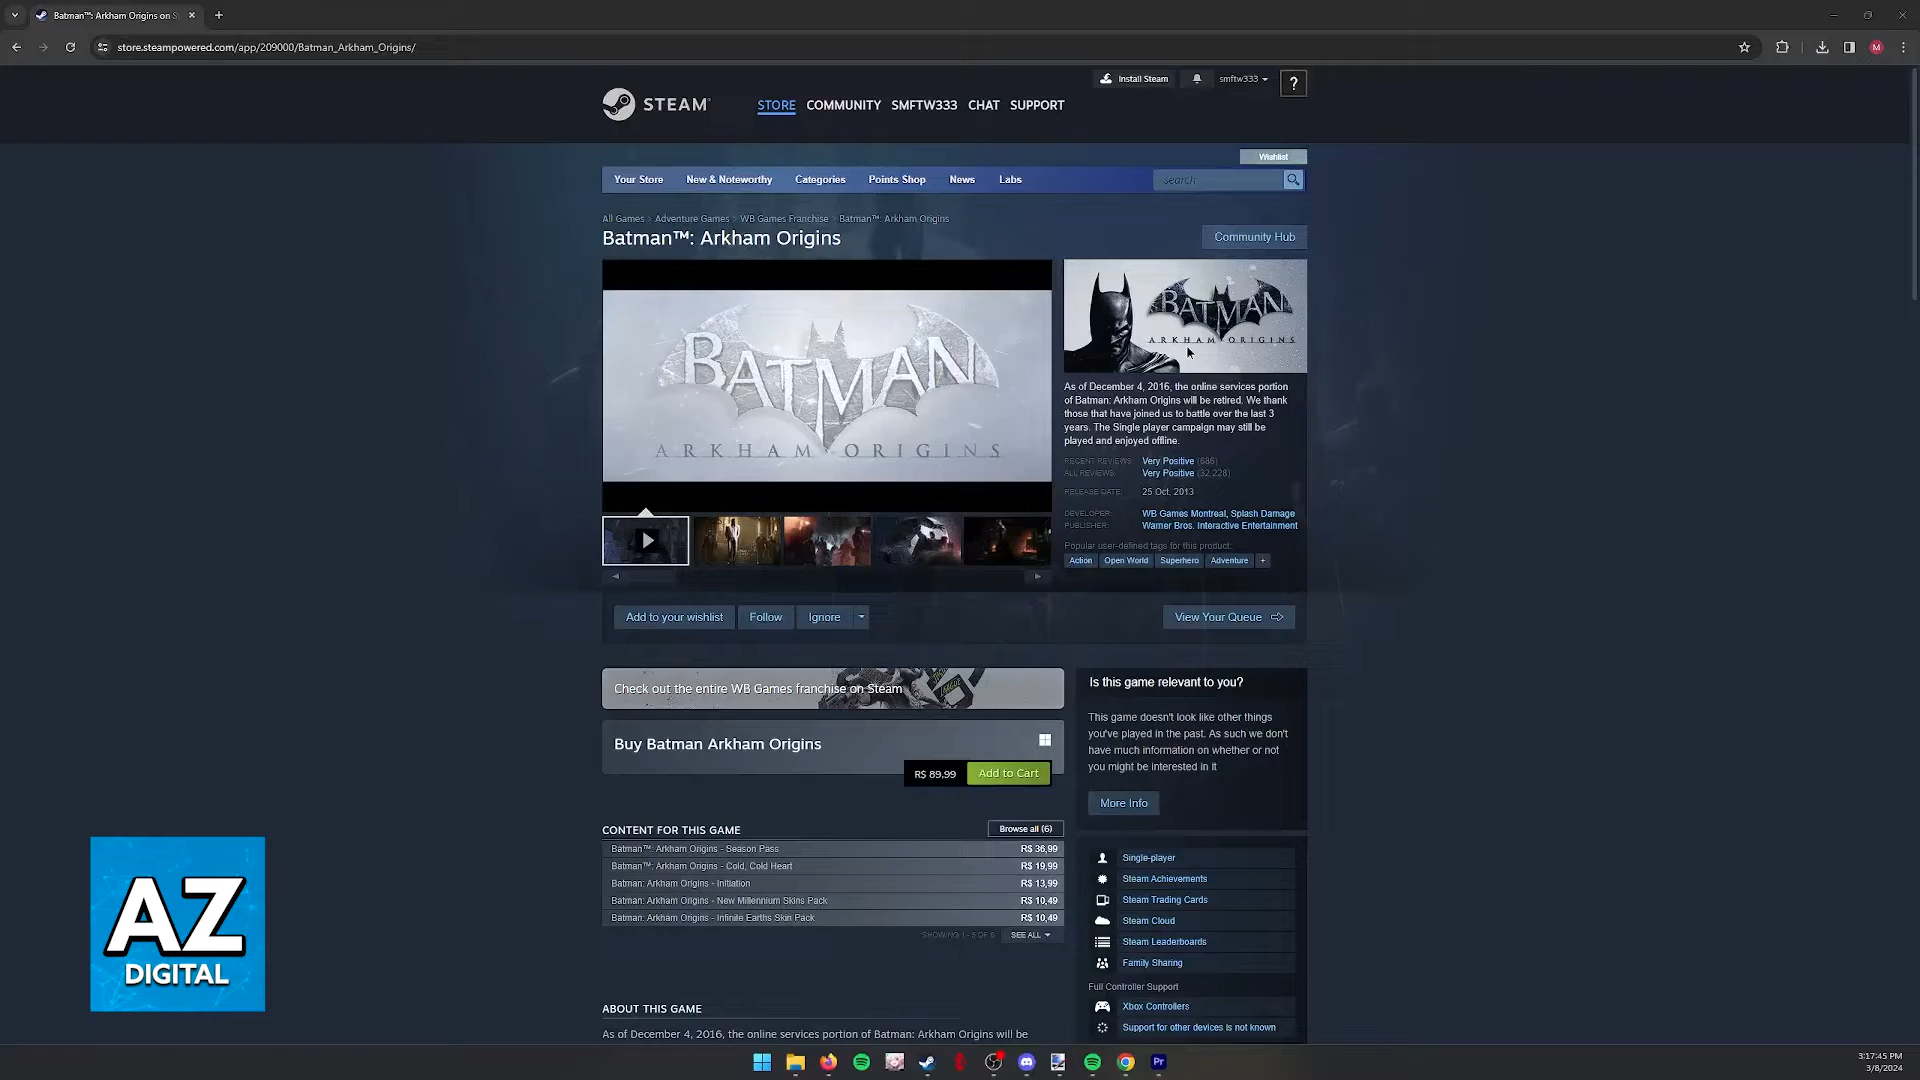 Batman™: Arkham Origins on S
store.steampowered.com/app/209000/Batman_Arkham_Origins/
M
Install Steam
smftw333
?
STEAM
STORE COMMUNITY SMFTW333 CHAT SUPPORT
Wishlist
Your Store New & Noteworthy Categories Points Shop News Labs
search
All Games > Adventure Games > WB Games Franchise > Batman™: Arkham Origins
Batman™: Arkham Origins
Community Hub
BATMAN
ARKHAM ORIGINS
BATMAN
ARKHAM ORIGINS
As of December 4, 2016, the online services portion
of Batman: Arkham Origins will be retired. We thank
those that have joined us to battle over the last 3
years. The Single player campaign may still be
played and enjoyed offline.
RECENT REVIEWS: Very Positive (686)
ALL REVIEWS: Very Positive (32,228)
RELEASE DATE: 25 Oct, 2013
DEVELOPER: WB Games Montreal, Splash Damage
PUBLISHER: Warner Bros. Interactive Entertainment
Popular user-defined tags for this product:
Action Open World Superhero Adventure +
Add to your wishlist Follow Ignore
View Your Queue
Check out the entire WB Games franchise on Steam
Buy Batman Arkham Origins
R$ 89,99 Add to Cart
Is this game relevant to you?
This game doesn't look like other things
you've played in the past. As such we don't
have much information on whether or not
you might be interested in it
More Info
CONTENT FOR THIS GAME
Browse all (6)
Batman™: Arkham Origins - Season Pass R$ 36,99
Batman™: Arkham Origins - Cold, Cold Heart R$ 19,99
Batman: Arkham Origins - Initiation R$ 13,99
Batman: Arkham Origins - New Millennium Skins Pack R$ 10,49
Batman: Arkham Origins - Infinite Earths Skin Pack R$ 10,49
SHOWING 1 - 5 OF 6 SEE ALL
Single-player
Steam Achievements
Steam Trading Cards
Steam Cloud
Steam Leaderboards
Family Sharing
Full Controller Support
Xbox Controllers
Support for other devices is not known
ABOUT THIS GAME
As of December 4, 2016, the online services portion of Batman: Arkham Origins will be
AZ
DIGITAL
Pr
3:17:45 PM
3/8/2024